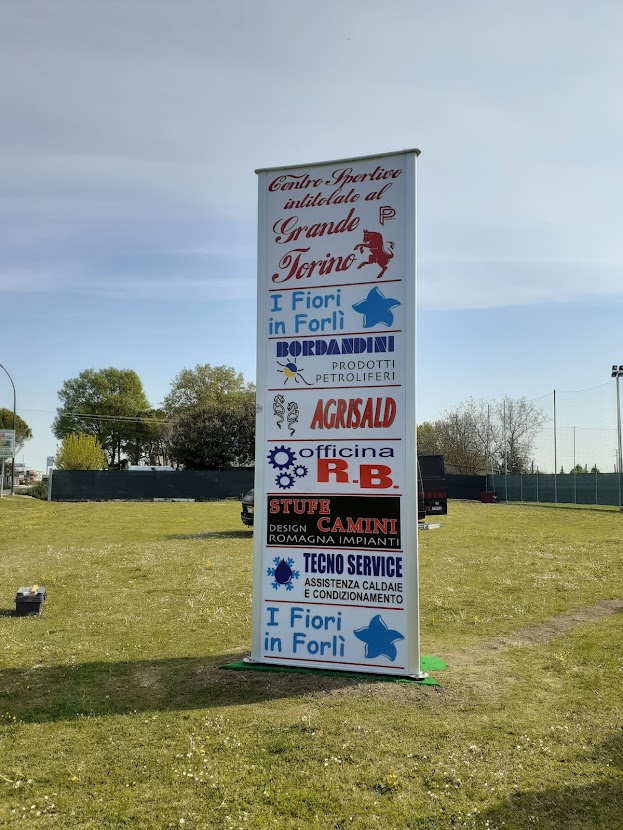 Centro Sportivo
intitolato al
Grande
Torino
I Fiori
in Forlì
BORDANDINI
PRODOTTI
PETROLIFERI
AGRISALD
officina
R.B.
STUFE
CAMINI
DESIGN
ROMAGNA IMPIANTI
TECNO SERVICE
ASSISTENZA CALDAIE
E CONDIZIONAMENTO
I Fiori
in Forlì